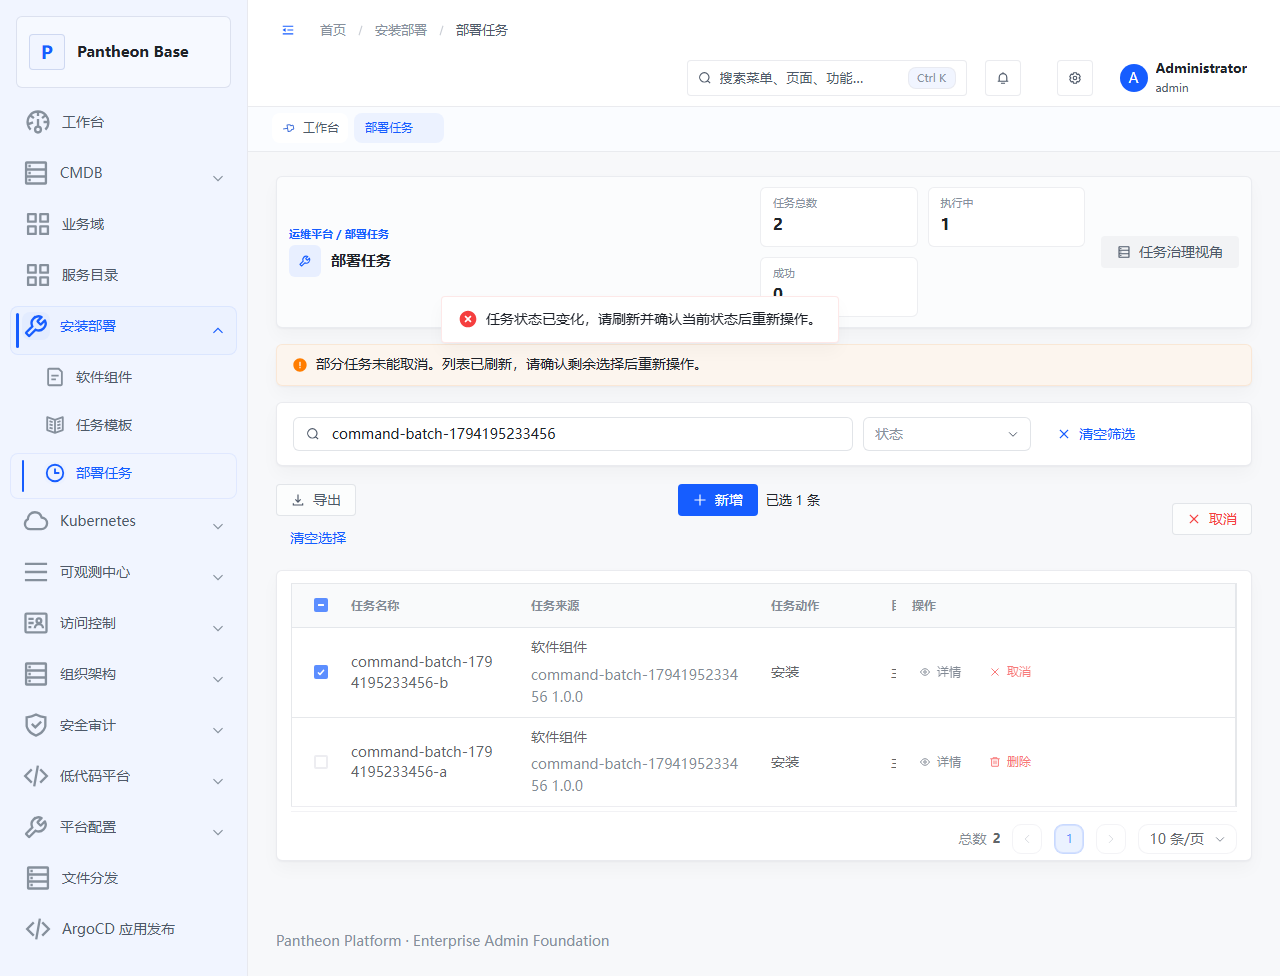 P Pantheon Base
工作台
CMDB
业务域
服务目录
安装部署
软件组件
任务模板
部署任务
Kubernetes
可观测中心
访问控制
组织架构
安全审计
低代码平台
平台配置
文件分发
ArgoCD 应用发布
首页 / 安装部署 / 部署任务
搜索菜单、页面、功能... Ctrl K
A Administrator
admin
工作台 部署任务
运维平台 / 部署任务
部署任务
任务总数
2
执行中
1
成功
0
任务治理视角
任务状态已变化，请刷新并确认当前状态后重新操作。
部分任务未能取消。列表已刷新，请确认剩余选择后重新操作。
command-batch-1794195233456 状态 清空筛选
导出 新增 已选 1 条
清空选择
取消
任务名称 任务来源 任务动作 操作
command-batch-179
4195233456-b
软件组件
command-batch-17941952334
56 1.0.0
安装
详情 取消
command-batch-179
4195233456-a
软件组件
command-batch-17941952334
56 1.0.0
安装
详情 删除
总数 2 1 10 条/页
Pantheon Platform · Enterprise Admin Foundation